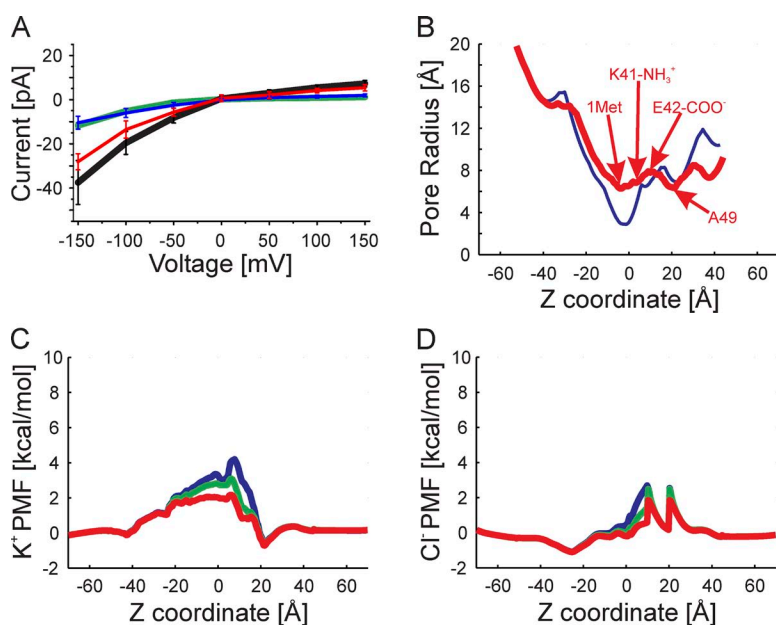 A
Current [pA]
20
0
-20
-40
-150 -100 -50 0 50 100 150
Voltage [mV]
B
Pore Radius [Å]
20
16
12
8
4
0
K41-NH₃⁺
1Met
E42-COO⁻
A49
-60 -40 -20 0 20 40 60
Z coordinate [Å]
C
K⁺ PMF [kcal/mol]
10
8
6
4
2
0
-2
-60 -40 -20 0 20 40 60
Z coordinate [Å]
D
Cl⁻ PMF [kcal/mol]
10
8
6
4
2
0
-2
-60 -40 -20 0 20 40 60
Z coordinate [Å]